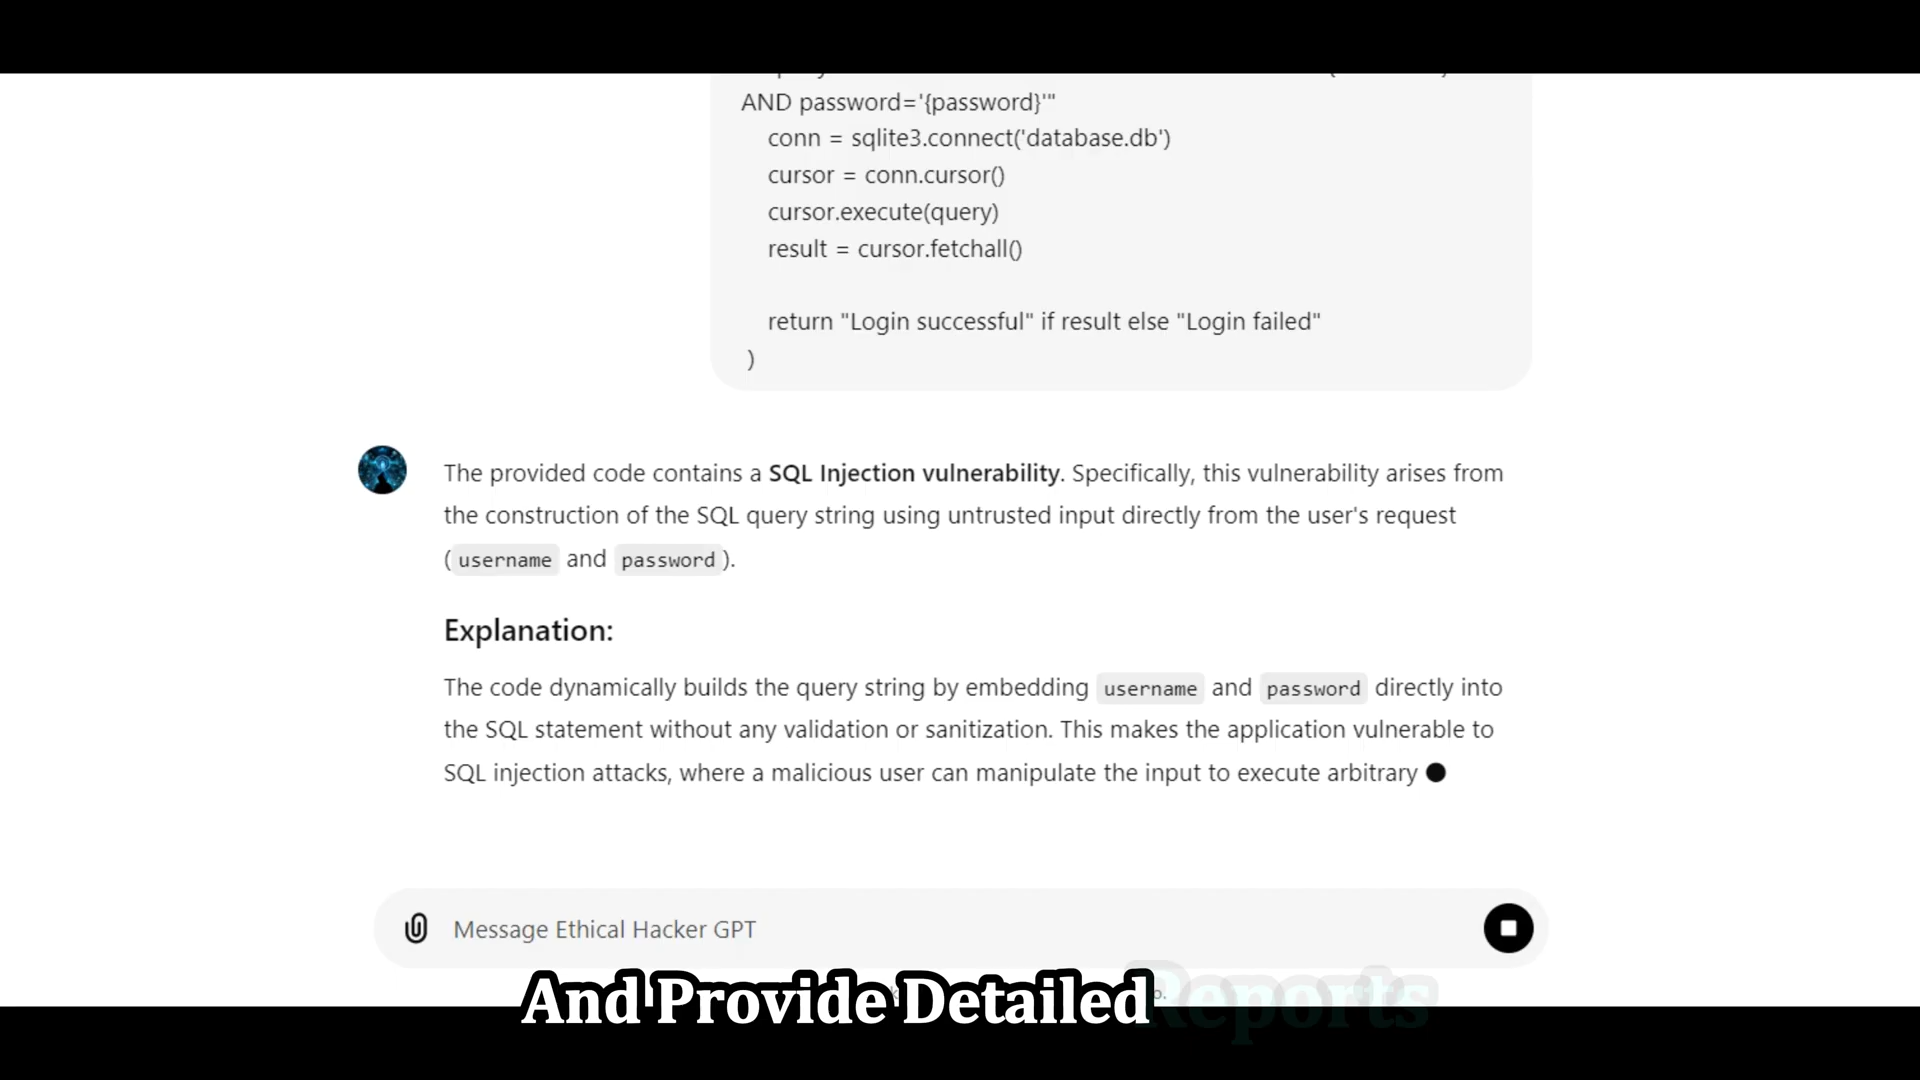 AND password='{password}'"
conn = sqlite3.connect('database.db')
cursor = conn.cursor()
cursor.execute(query)
result = cursor.fetchall()
return "Login successful" if result else "Login failed"
)
The provided code contains a SQL Injection vulnerability. Specifically, this vulnerability arises from
the construction of the SQL query string using untrusted input directly from the user's request
(username and password).
Explanation:
The code dynamically builds the query string by embedding username and password directly into
the SQL statement without any validation or sanitization. This makes the application vulnerable to
SQL injection attacks, where a malicious user can manipulate the input to execute arbitrary
Message Ethical Hacker GPT
And Provide Detailed Reports